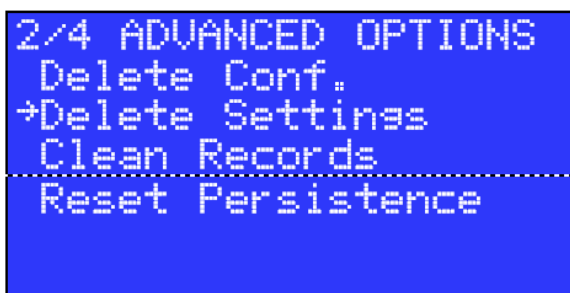 2/4 ADVANCED OPTIONS
Delete Conf.
→Delete Settings
Clean Records
Reset Persistence